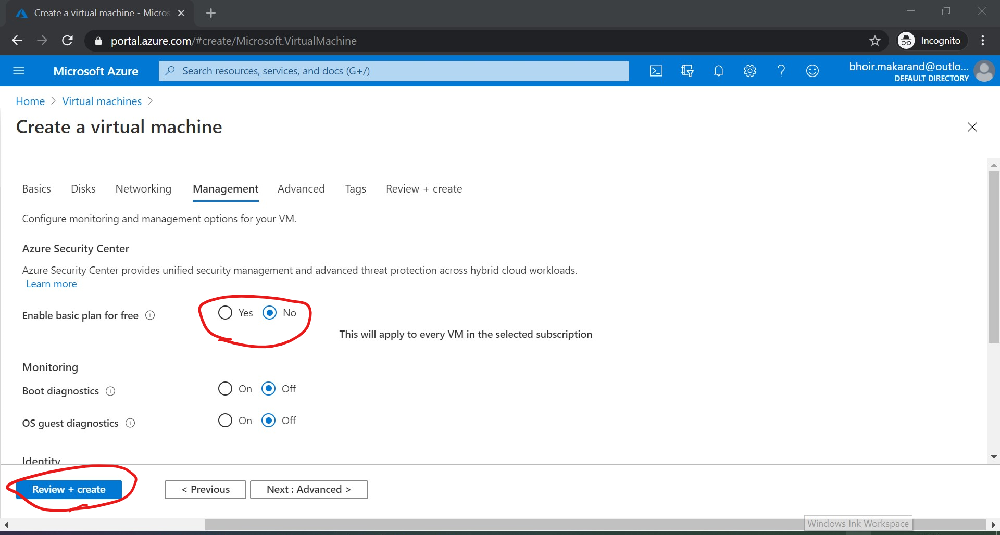 Create a virtual machine - Micros
portal.azure.com/#create/Microsoft.VirtualMachine
Incognito
Microsoft Azure
Search resources, services, and docs (G+/)
bhoir.makarand@outlo...
DEFAULT DIRECTORY
Home > Virtual machines >
Create a virtual machine
Basics Disks Networking Management Advanced Tags Review + create
Configure monitoring and management options for your VM.
Azure Security Center
Azure Security Center provides unified security management and advanced threat protection across hybrid cloud workloads.
Learn more
Enable basic plan for free Yes No
This will apply to every VM in the selected subscription
Monitoring
Boot diagnostics On Off
OS guest diagnostics On Off
Identity
Review + create < Previous Next : Advanced >
Windows Ink Workspace